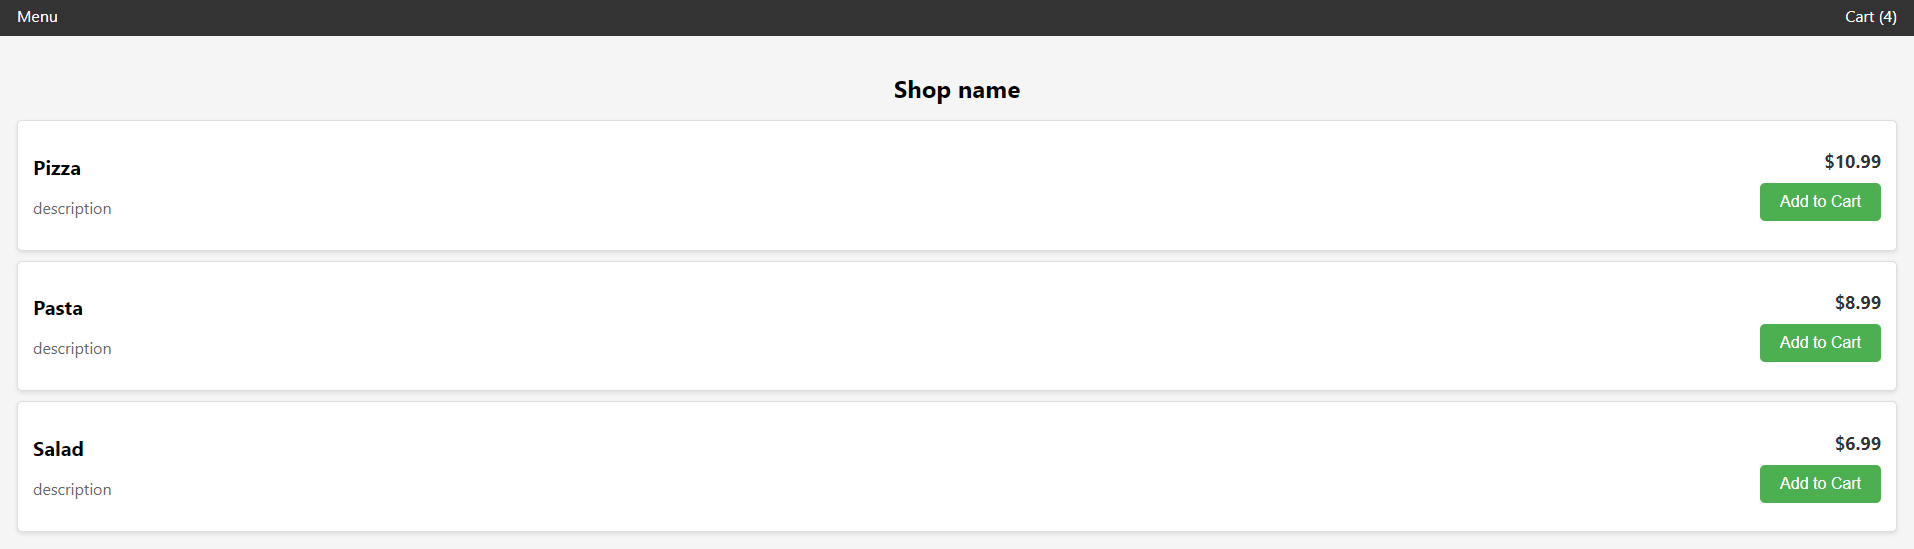 Menu
Cart (4)
Shop name
Pizza
$10.99
description
Add to Cart
Pasta
$8.99
description
Add to Cart
Salad
$6.99
description
Add to Cart